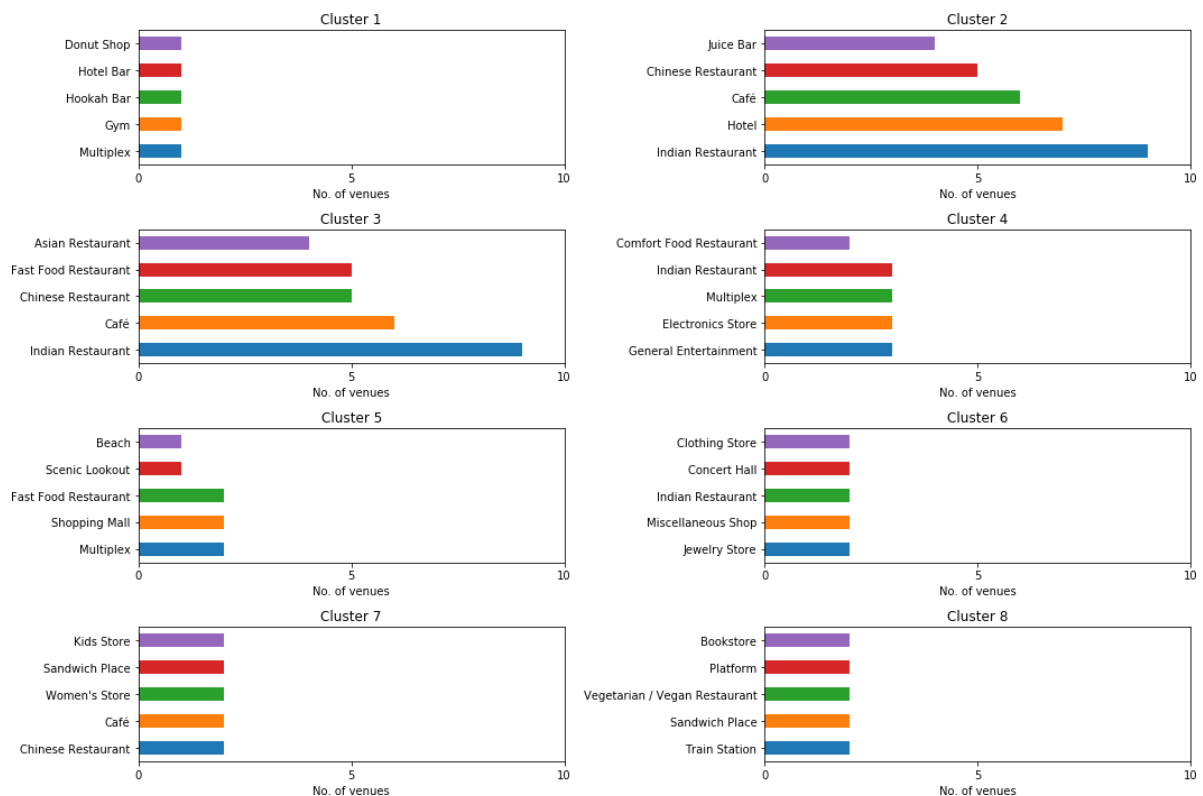 Cluster 1
Donut Shop
Hotel Bar
Hookah Bar
Gym
Multiplex
0 5 10
No. of venues
Cluster 2
Juice Bar
Chinese Restaurant
Café
Hotel
Indian Restaurant
0 5 10
No. of venues
Cluster 3
Asian Restaurant
Fast Food Restaurant
Chinese Restaurant
Café
Indian Restaurant
0 5 10
No. of venues
Cluster 4
Comfort Food Restaurant
Indian Restaurant
Multiplex
Electronics Store
General Entertainment
0 5 10
No. of venues
Cluster 5
Beach
Scenic Lookout
Fast Food Restaurant
Shopping Mall
Multiplex
0 5 10
No. of venues
Cluster 6
Clothing Store
Concert Hall
Indian Restaurant
Miscellaneous Shop
Jewelry Store
0 5 10
No. of venues
Cluster 7
Kids Store
Sandwich Place
Women's Store
Café
Chinese Restaurant
0 5 10
No. of venues
Cluster 8
Bookstore
Platform
Vegetarian / Vegan Restaurant
Sandwich Place
Train Station
0 5 10
No. of venues